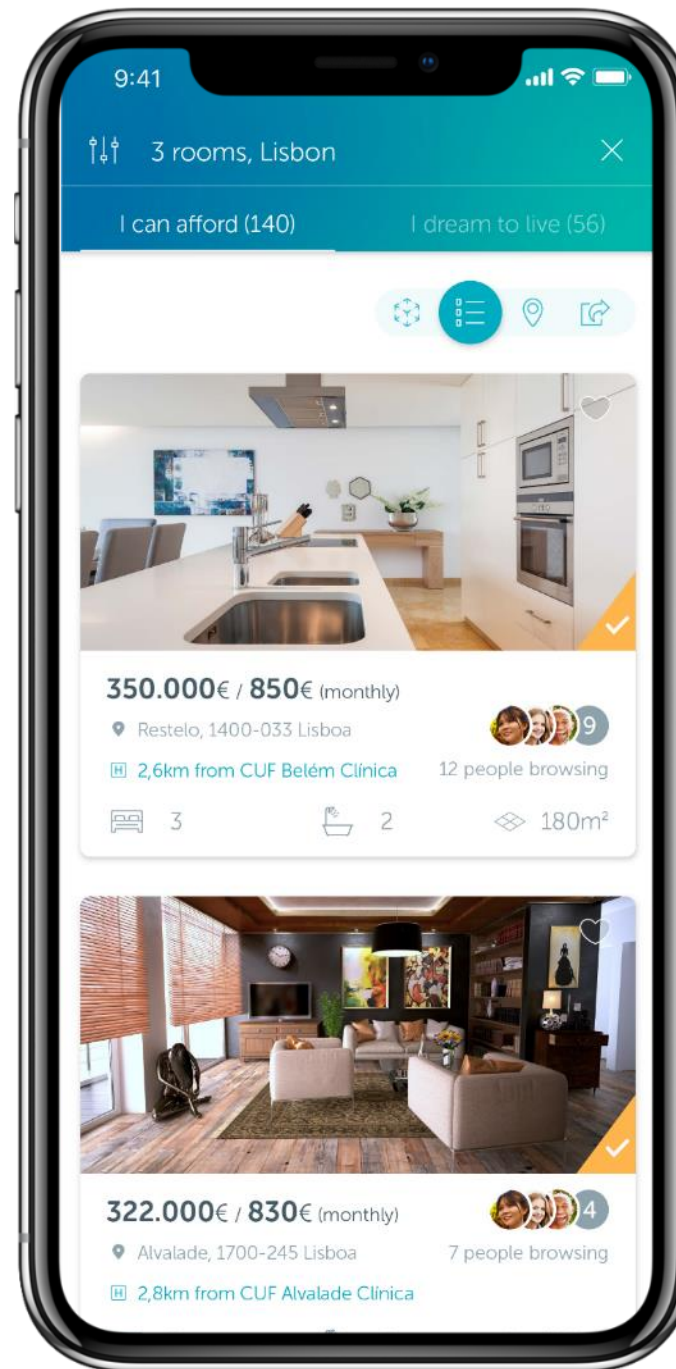 9:41
3 rooms, Lisbon
I can afford (140)
I dream to live (56)
350.000€ / 850€ (monthly)
Restelo, 1400-033 Lisboa
9
H 2,6km from CUF Belém Clínica
12 people browsing
3
2
180m²
322.000€ / 830€ (monthly)
4
Alvalade, 1700-245 Lisboa
7 people browsing
H 2,8km from CUF Alvalade Clínica